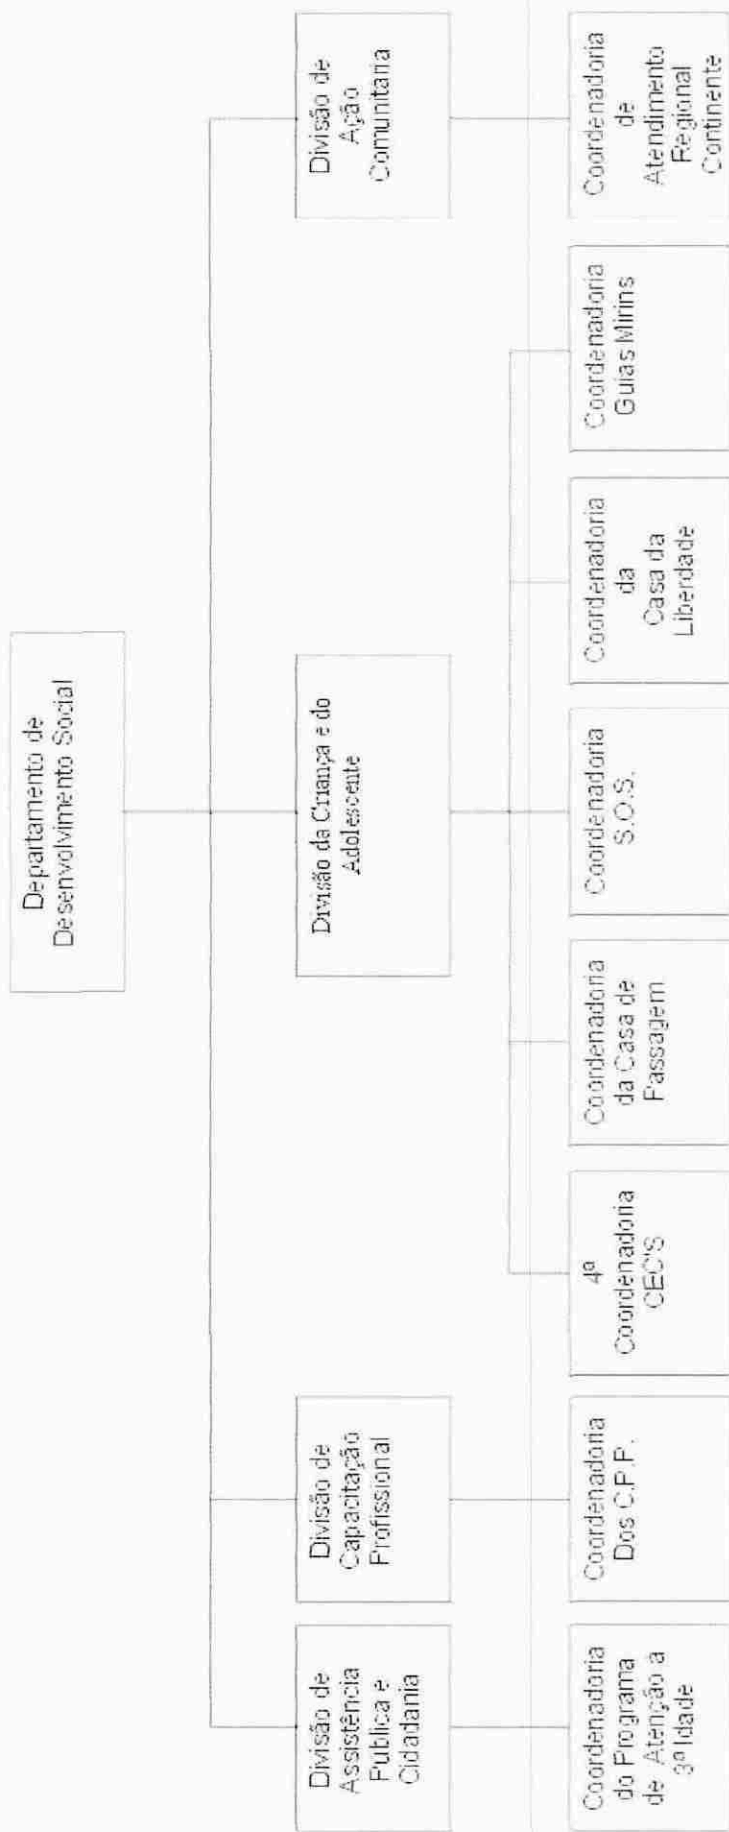 Departamento de
Desenvolvimento Social
Divisão de
Assistência
Publica e
Cidadania
Divisão de
Capacitação
Profissional
Divisão da Criança e do
Adolescente
Divisão de
Ação
Comunitaria
Coordenadoria
do Programa
de Atenção a
3ª Idade
Coordenadoria
Dos C.P.P.
4ª
Coordenadoria
CEC'S
Coordenadoria
da Casa de
Passagem
Coordenadoria
S.O.S.
Coordenadoria
da
Casa da
Liberdade
Coordenadoria
Guias Mirins
Coordenadoria
de
Atendimento
Regional
Continente